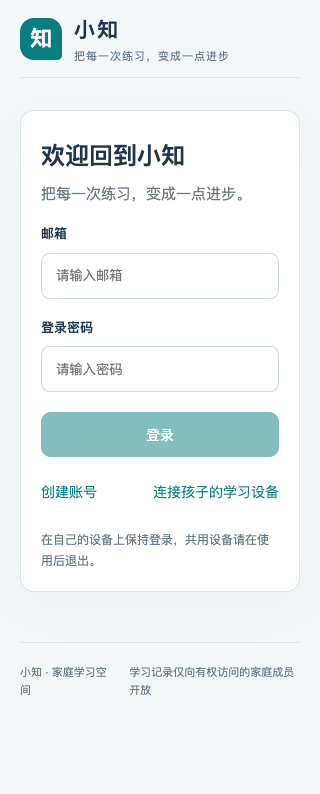 知
小知
把每一次练习，变成一点进步
欢迎回到小知
把每一次练习，变成一点进步。
邮箱
请输入邮箱
登录密码
请输入密码
登录
创建账号
连接孩子的学习设备
在自己的设备上保持登录，共用设备请在使
用后退出。
小知 · 家庭学习空
间
学习记录仅向有权访问的家庭成员
开放